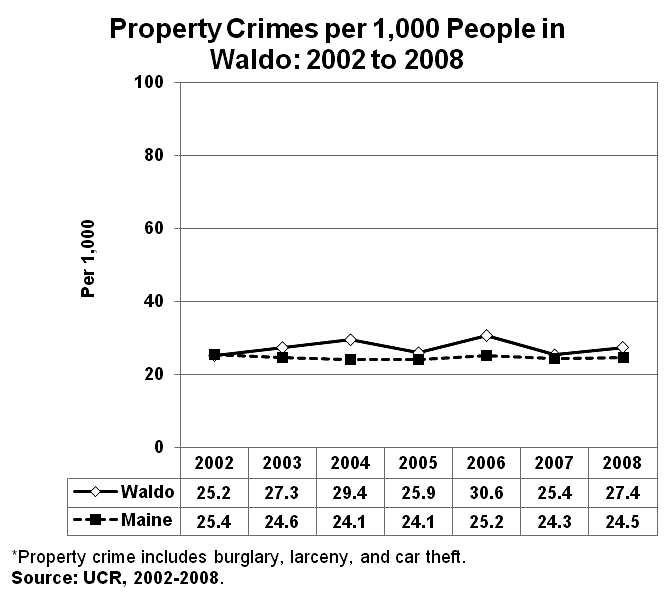 Property Crimes per 1,000 People in
Waldo: 2002 to 2008
100
80
60
40
20
0
Per 1,000
2002 2003 2004 2005 2006 2007 2008
Waldo 25.2 27.3 29.4 25.9 30.6 25.4 27.4
Maine 25.4 24.6 24.1 24.1 25.2 24.3 24.5
*Property crime includes burglary, larceny, and car theft.
Source: UCR, 2002-2008.